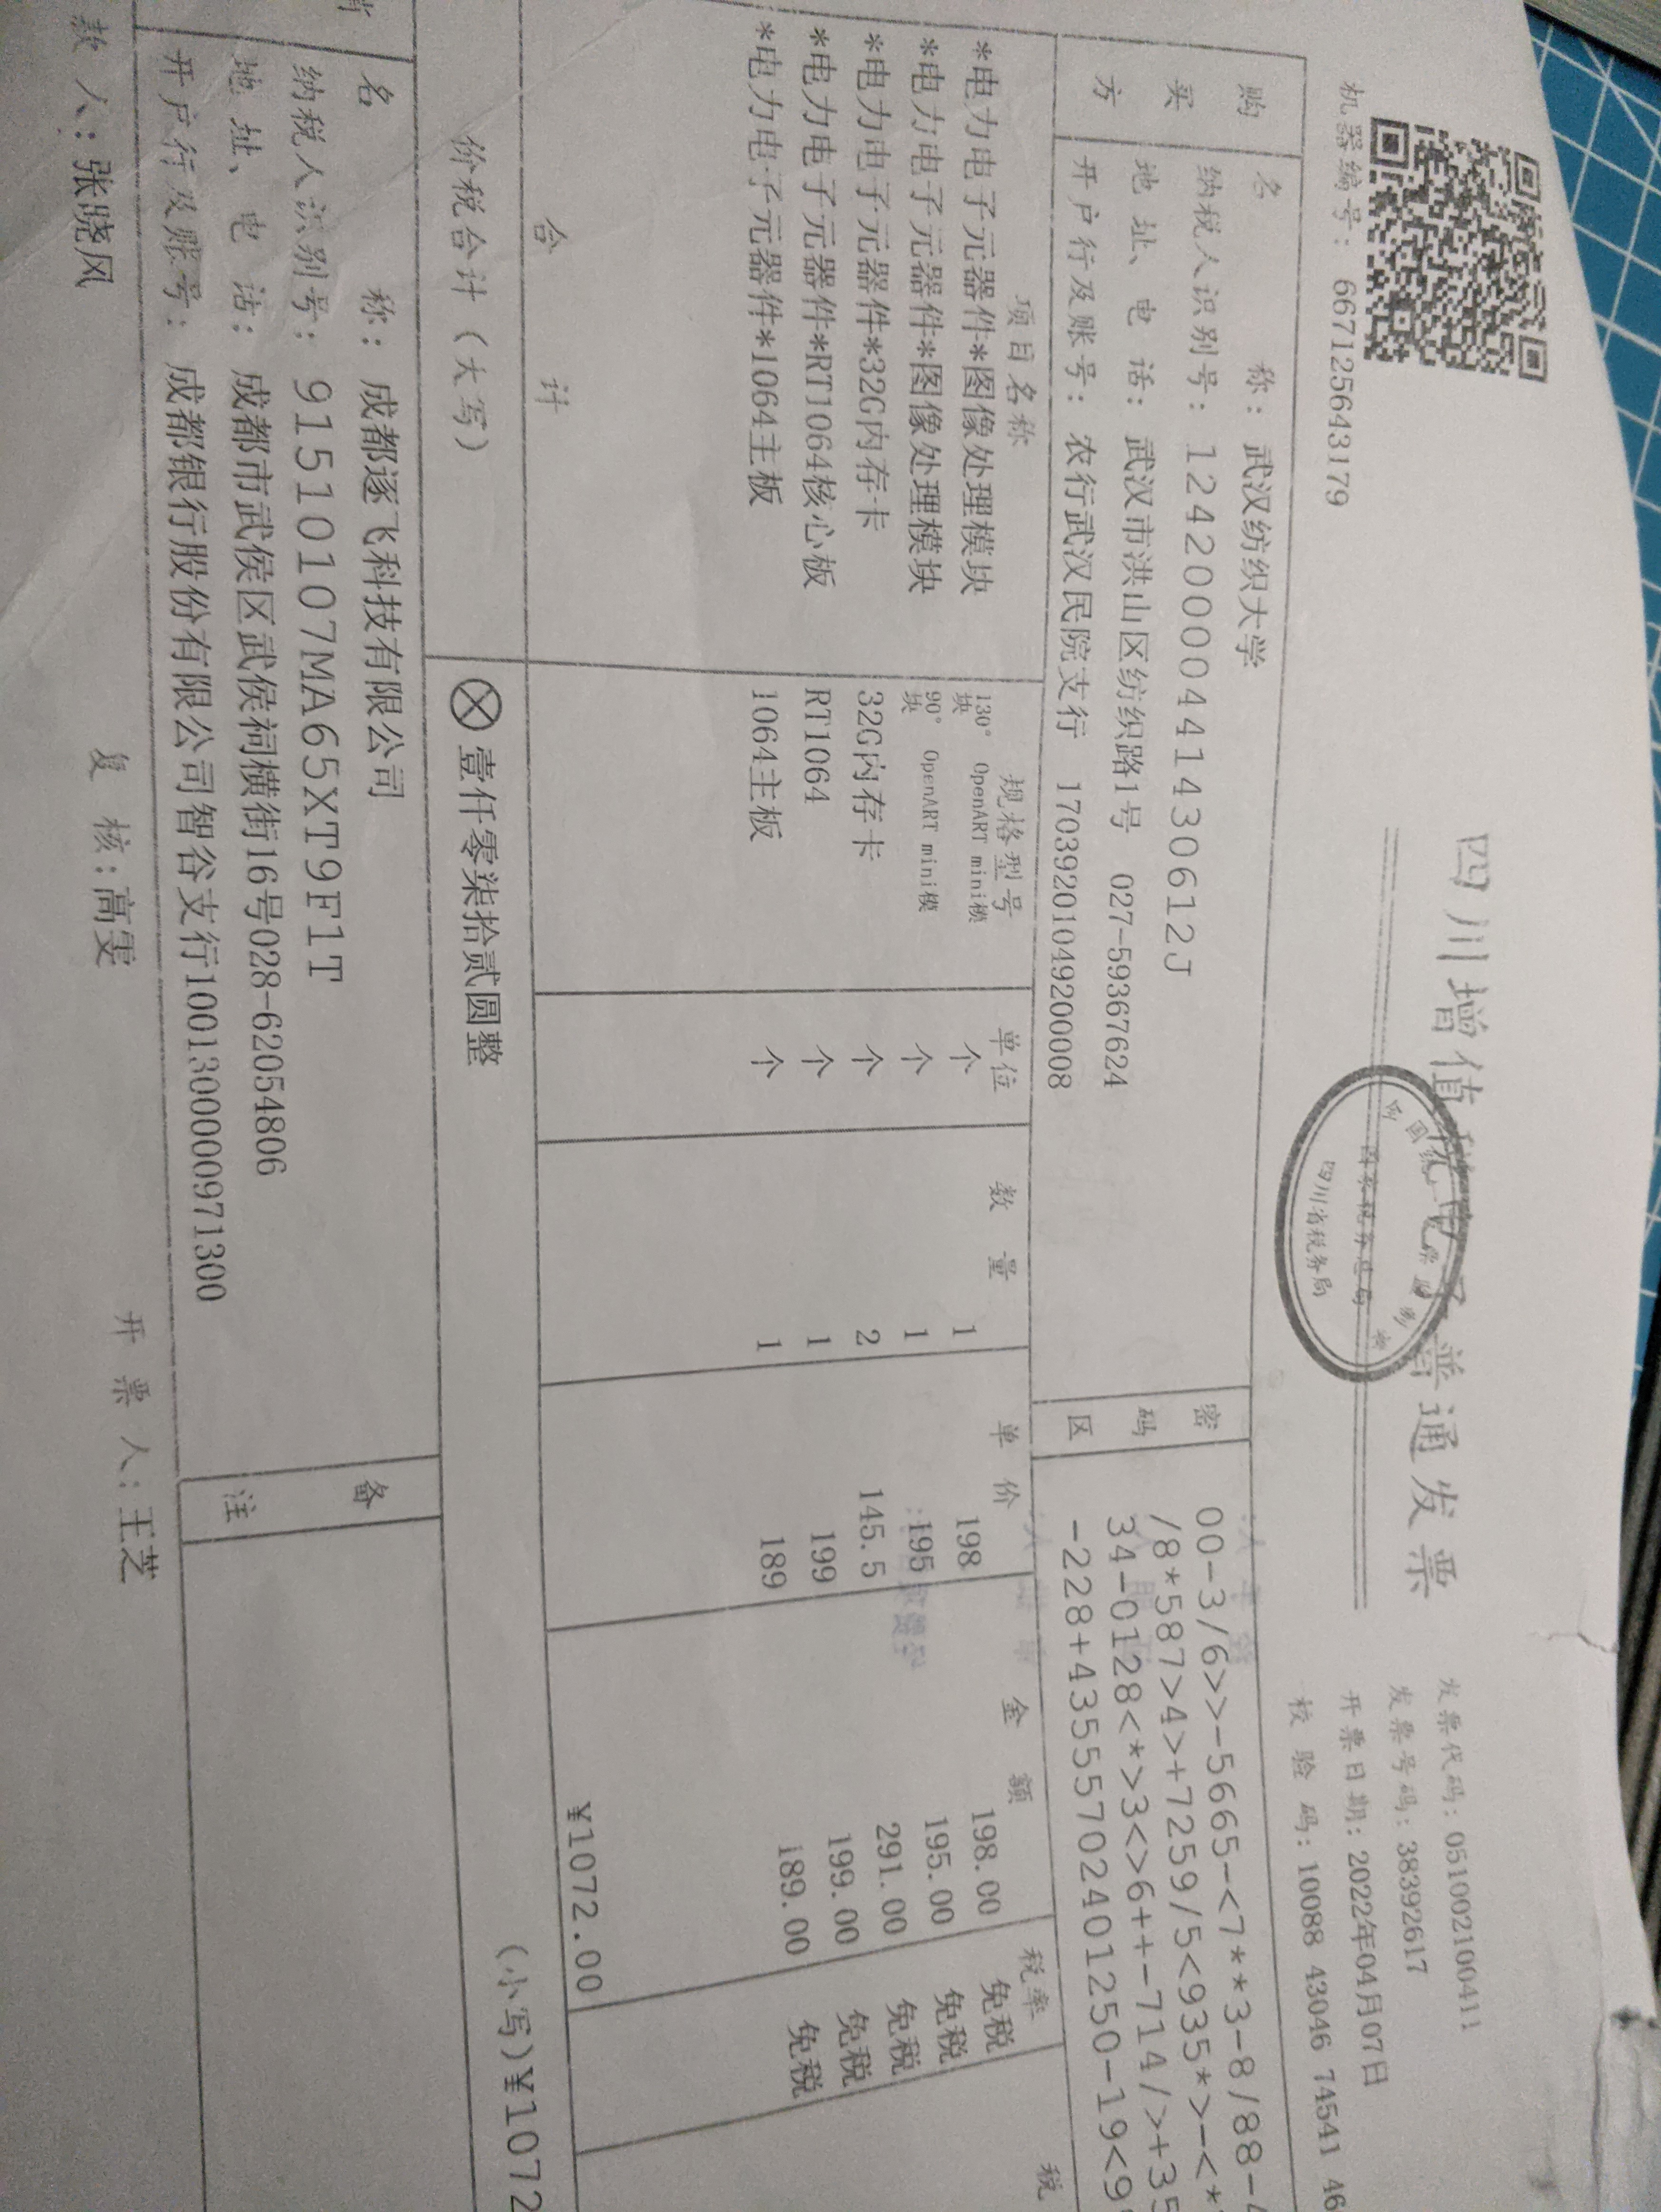 四川增值税电子普通发票
国家税务总局
四川省税务局
机器编号： 667125643179
发票代码：051002100411
发票号码：38392617
开票日期：2022年04月07日
校 验 码：10088 43046 74541 46
购买方
名 称：武汉纺织大学
纳税人识别号：12420000441430612J
地 址、电 话：武汉市洪山区纺织路1号 027-59367624
开户行及账号：农行武汉民院支行 17039201049200008
密码区
00-3/6>>-5665-<7**3-8/88-4
/8*587>4>+7259/5<935*>-<*
34-0128<*>3<>6++-714/>+35
-228+43555702401250-19<9
项目名称 规格型号 单位 数 量 单 价 金 额 税率 税
*电力电子元器件*图像处理模块 130° OpenART mini模块 个 1 198 198.00 免税
*电力电子元器件*图像处理模块 90° OpenART mini模块 个 1 195 195.00 免税
*电力电子元器件*32G内存卡 32G内存卡 个 2 145.5 291.00 免税
*电力电子元器件*RT1064核心板 RT1064 个 1 199 199.00 免税
*电力电子元器件*1064主板 1064主板 个 1 189 189.00 免税
合 计 ¥1072.00
价税合计（大写） ⊗壹仟零柒拾贰圆整 （小写）¥1072
名 称：成都逐飞科技有限公司
纳税人识别号：91510107MA65XT9F1T
地 址、电 话：成都市武侯区武侯祠横街16号028-62054806
开户行及账号：成都银行股份有限公司智谷支行1001300000971300
备注
款 人：张晓风 复 核：高雯 开 票 人：王芝